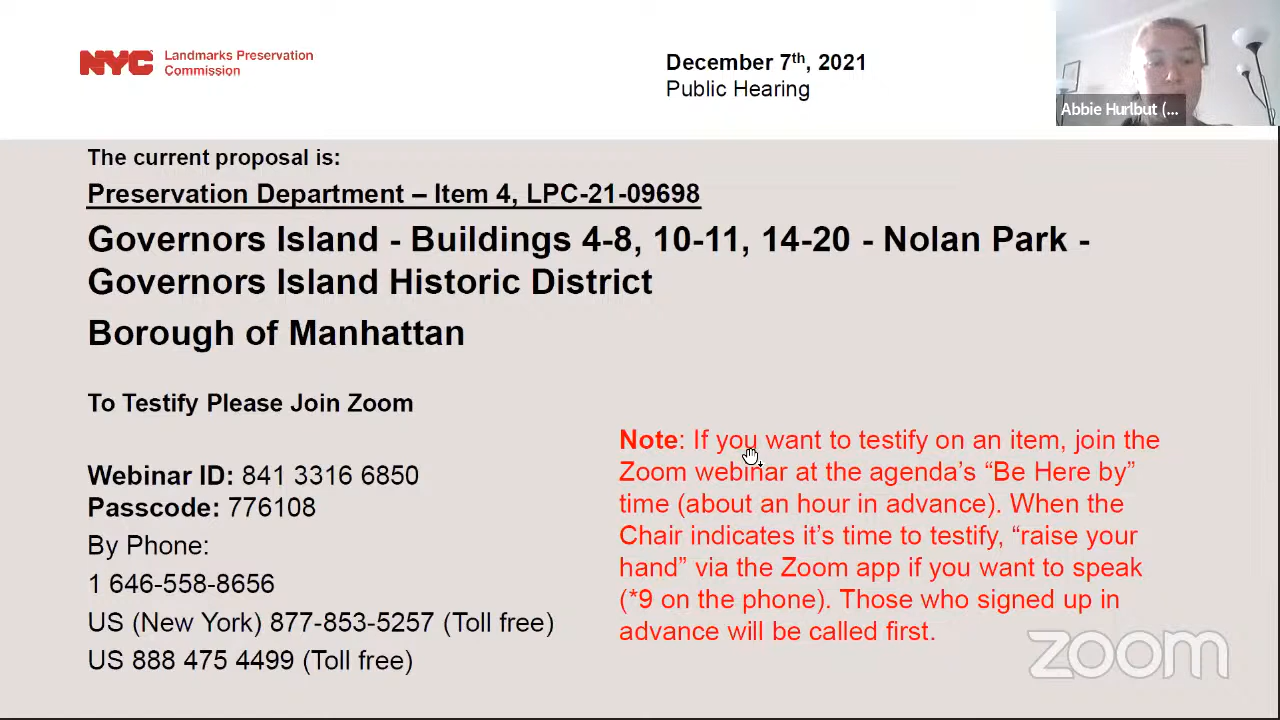 NYC Landmarks Preservation
Commission
December 7th, 2021
Public Hearing
Abbie Hurlbut (...
The current proposal is:
Preservation Department – Item 4, LPC-21-09698
Governors Island - Buildings 4-8, 10-11, 14-20 - Nolan Park -
Governors Island Historic District
Borough of Manhattan
To Testify Please Join Zoom
Webinar ID: 841 3316 6850
Passcode: 776108
By Phone:
1 646-558-8656
US (New York) 877-853-5257 (Toll free)
US 888 475 4499 (Toll free)
Note: If you want to testify on an item, join the
Zoom webinar at the agenda’s “Be Here by”
time (about an hour in advance). When the
Chair indicates it’s time to testify, “raise your
hand” via the Zoom app if you want to speak
(*9 on the phone). Those who signed up in
advance will be called first.
zoom